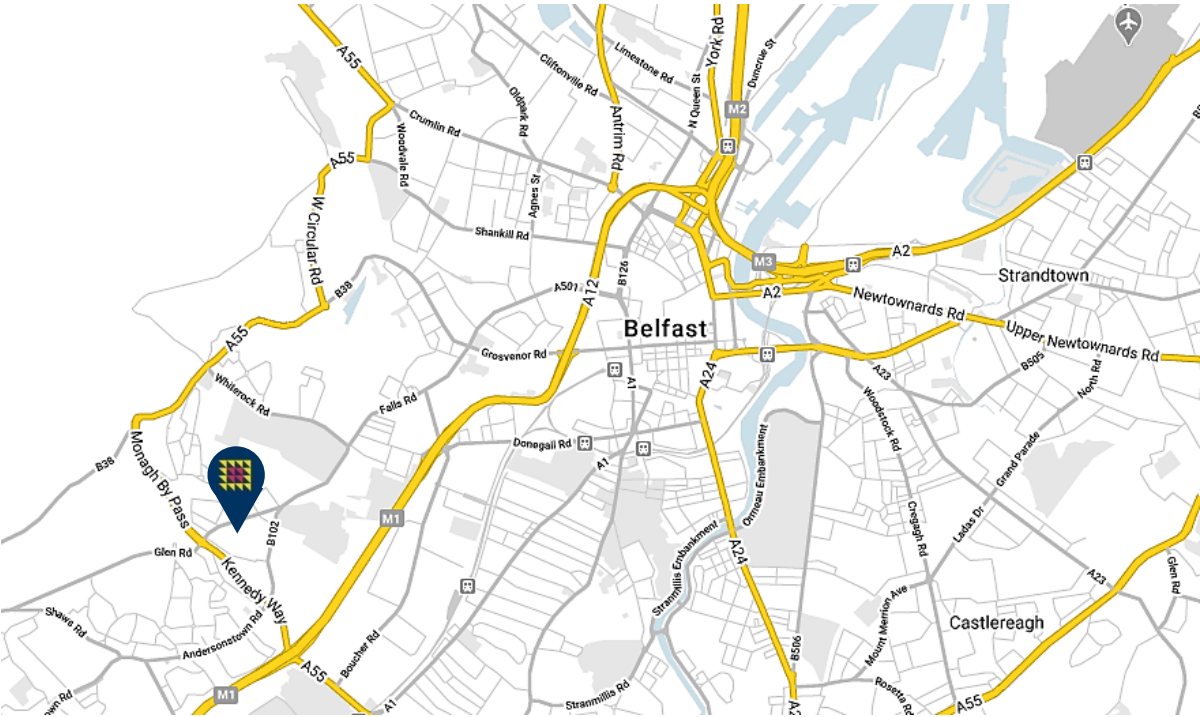 A55
York Rd
Duncrue St
Limestone Rd
Cliftonville Rd
N Queen St
Oldpark Rd
M2
Crumlin Rd
Antrim Rd
Woodvale Rd
A55
Agnes St
W Circular Rd
Shankill Rd
B126
M3
A2
Strandtown
B38
A501
A12
A2
Newtownards Rd
Belfast
Upper Newtownards Rd
A55
Grosvenor Rd
A24
A23
B505
North Rd
Whiterock Rd
Falls Rd
A1
Woodstock Rd
Donegall Rd
A1
B38
Monagh By Pass
Ormeau Embankment
Grand Parade
M1
B102
Cregagh Rd
Ladas Dr
Glen Rd
A24
Stranmillis Embankment
Kennedy Way
A23
Glen Rd
Shaws Rd
Andersonstown Rd
Mount Merrion Ave
Castlereagh
B506
Boucher Rd
A55
M1
Stranmillis Rd
Rosetta Rd
A1
A55